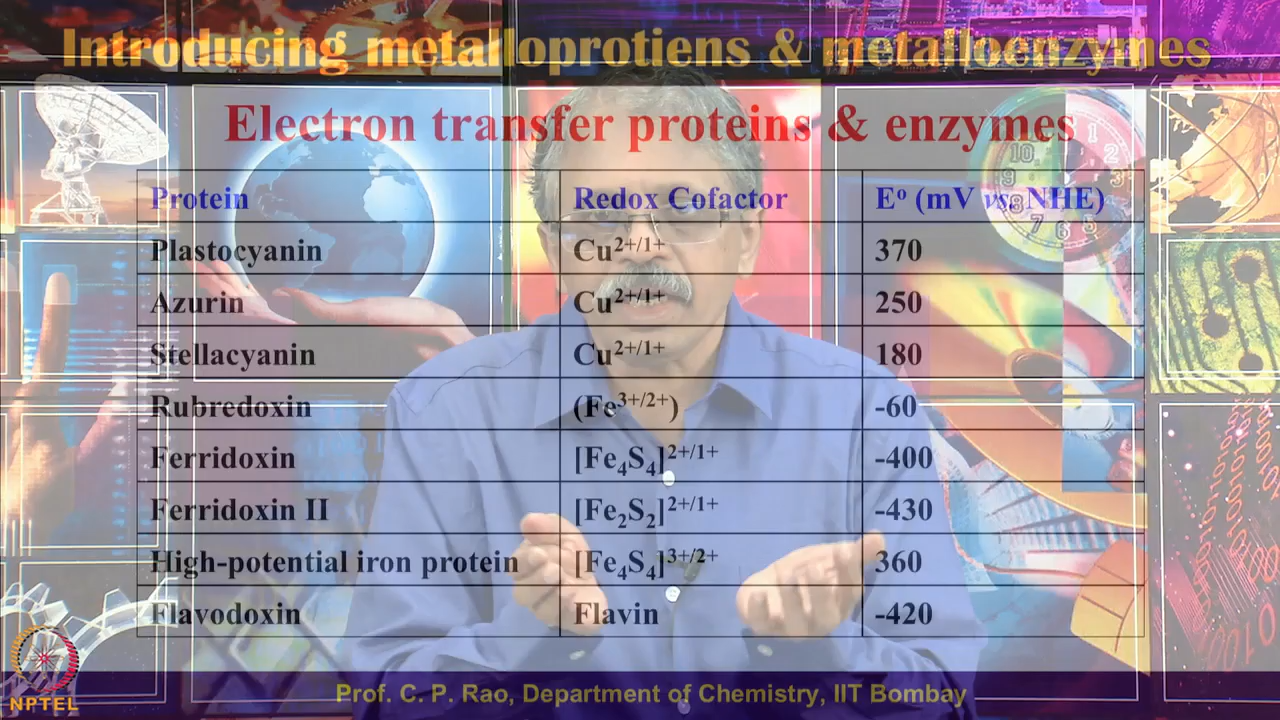 Introducing metalloprotiens & metalloenzymes
Electron transfer proteins & enzymes
Protein Redox Cofactor Eº (mV vs. NHE)
Plastocyanin Cu²⁺/¹⁺ 370
Azurin Cu²⁺/¹⁺ 250
Stellacyanin Cu²⁺/¹⁺ 180
Rubredoxin (Fe³⁺/²⁺) -60
Ferridoxin [Fe₄S₄]²⁺/¹⁺ -400
Ferridoxin II [Fe₂S₂]²⁺/¹⁺ -430
High-potential iron protein [Fe₄S₄]³⁺/²⁺ 360
Flavodoxin Flavin -420
Prof. C. P. Rao, Department of Chemistry, IIT Bombay
NPTEL